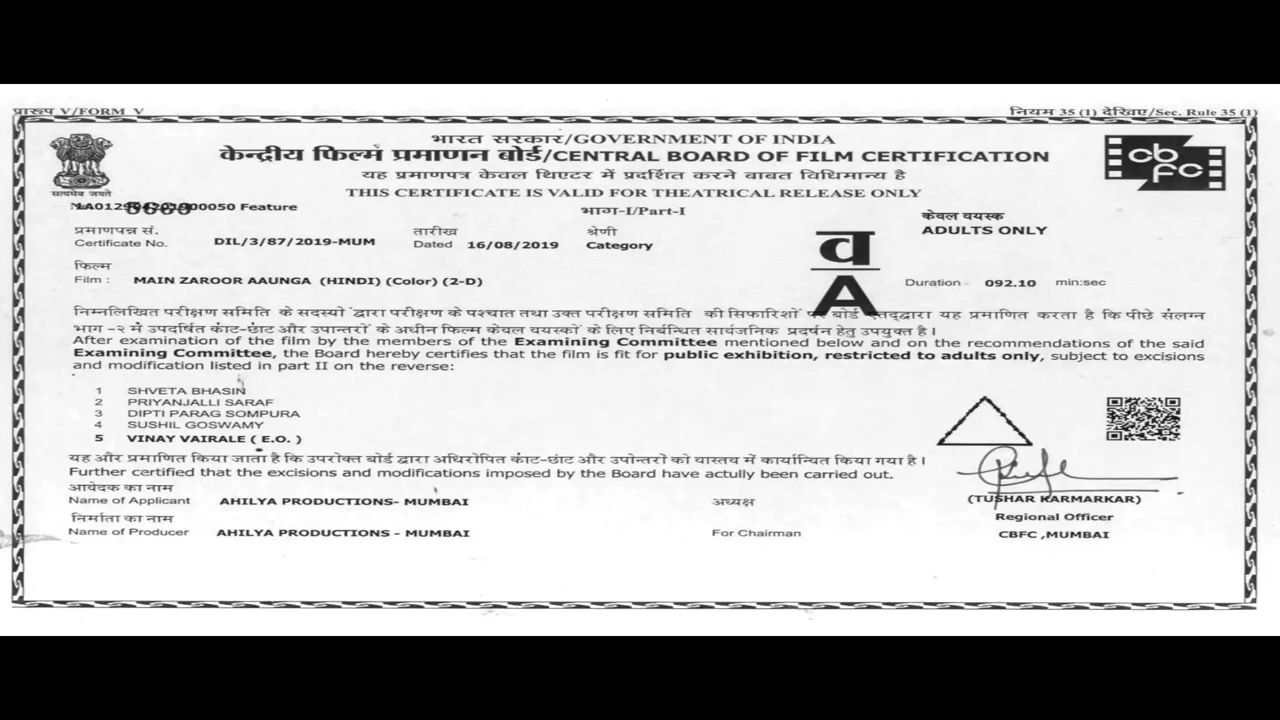 प्रारूप V/FORM V
नियम 35 (1) देखिए/Sec. Rule 35 (1)
भारत सरकार/GOVERNMENT OF INDIA
केन्द्रीय फिल्म प्रमाणन बोर्ड/CENTRAL BOARD OF FILM CERTIFICATION
यह प्रमाणपत्र केवल थिएटर में प्रदर्शित करने बाबत विधिमान्य है
THIS CERTIFICATE IS VALID FOR THEATRICAL RELEASE ONLY
cbfc
सत्यमेव जयते
Feature
भाग-I/Part-I
केवल वयस्क
ADULTS ONLY
प्रमाणपत्र सं.
Certificate No. DIL/3/87/2019-MUM
तारीख
Dated 16/08/2019
श्रेणी
Category
व
A
फिल्म
Film : MAIN ZAROOR AAUNGA (HINDI) (Color) (2-D)
Duration 092.10 min:sec
निम्नलिखित परीक्षण समिति के सदस्यो द्वारा परीक्षण के पश्चात तथा उक्त परीक्षण समिति की सिफारिशों बोर्ड एतद्द्वारा यह प्रमाणित करता है कि पीछे संलग्न
भाग -२ में उपदर्षित कांट-छांट और उपान्तरों के अधीन फिल्म केवल वयस्कों के लिए निर्बन्धित सार्वजनिक प्रदर्षन हेतु उपयुक्त है।
After examination of the film by the members of the Examining Committee mentioned below and on the recommendations of the said
Examining Committee, the Board hereby certifies that the film is fit for public exhibition, restricted to adults only, subject to excisions
and modification listed in part II on the reverse:
1 SHVETA BHASIN
2 PRIYANJALLI SARAF
3 DIPTI PARAG SOMPURA
4 SUSHIL GOSWAMY
5 VINAY VAIRALE ( E.O. )
यह और प्रमाणित किया जाता है कि उपरोक्त बोर्ड द्वारा अधिरोपित कांट-छांट और उपोन्तरों को वास्तव में कार्यान्वित किया गया है।
Further certified that the excisions and modifications imposed by the Board have actully been carried out.
आवेदक का नाम
Name of Applicant AHILYA PRODUCTIONS- MUMBAI
अध्यक्ष
(TUSHAR KARMARKAR)
Regional Officer
निर्माता का नाम
Name of Producer AHILYA PRODUCTIONS - MUMBAI
For Chairman
CBFC ,MUMBAI